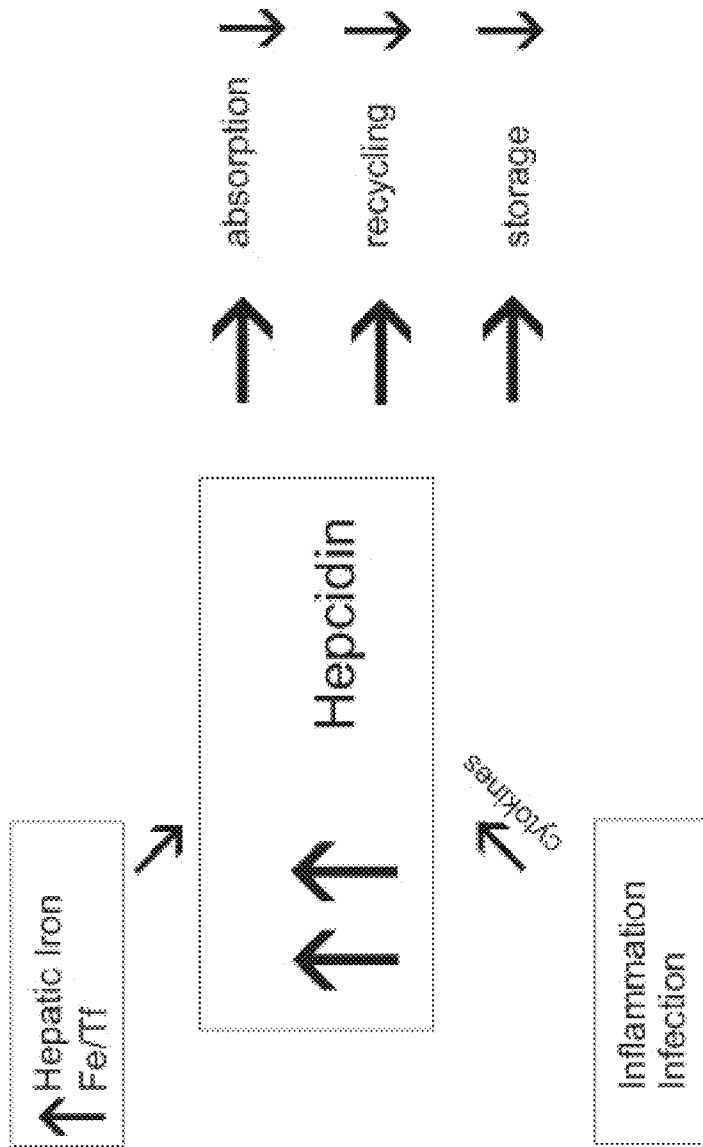 Hepatic Iron
Fe/Tf
Hepcidin
cytokines
Inflammation
Infection
absorption
recycling
storage